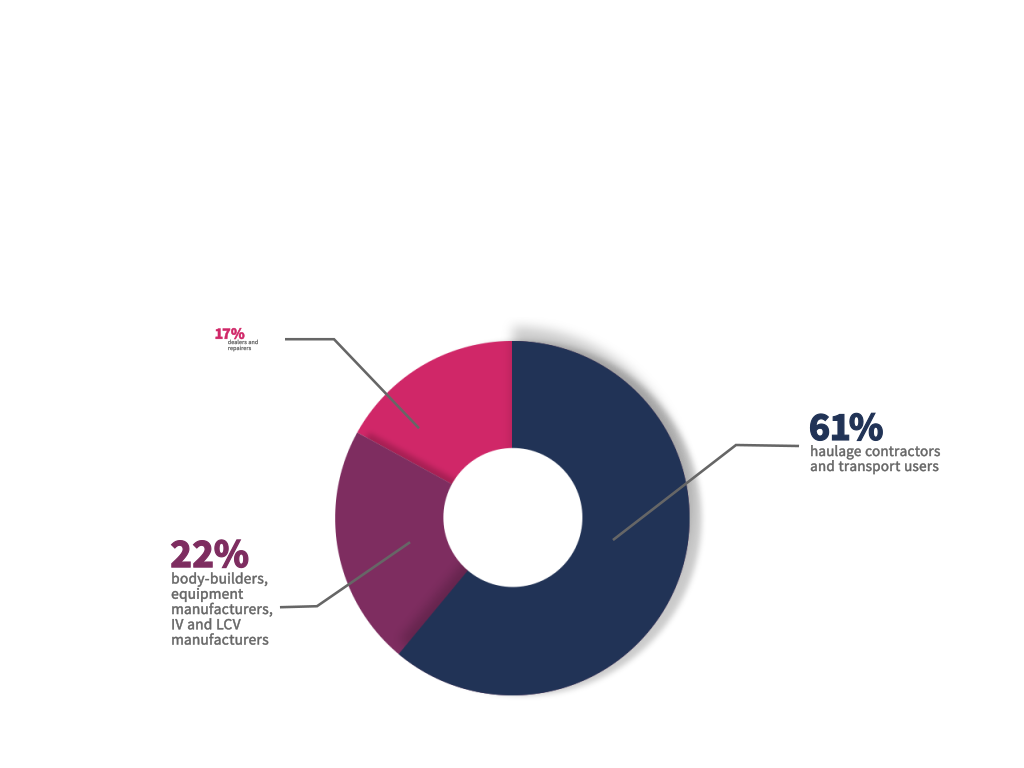 17%
dealers and
repairers
61%
haulage contractors
and transport users
22%
body-builders,
equipment
manufacturers,
IV and LCV
manufacturers